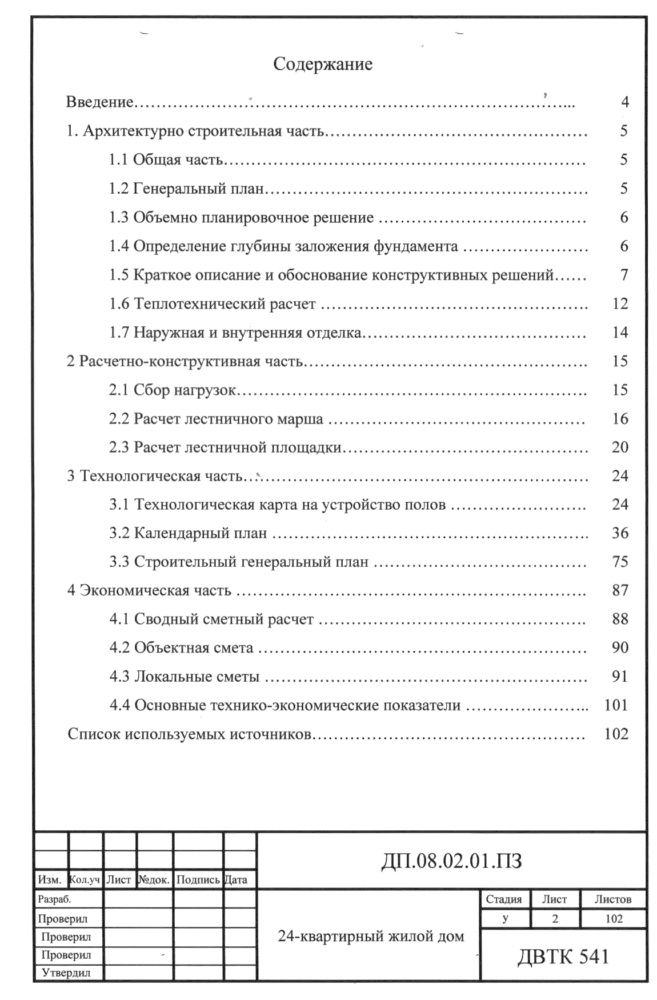 Содержание
Введение……………………………………………………………………………... 4
1. Архитектурно строительная часть………………………………………… 5
1.1 Общая часть………………………………………………………… 5
1.2 Генеральный план…………………………………………………… 5
1.3 Объемно планировочное решение ………………………………… 6
1.4 Определение глубины заложения фундамента …………………… 6
1.5 Краткое описание и обоснование конструктивных решений…… 7
1.6 Теплотехнический расчет ………………………………………… 12
1.7 Наружная и внутренняя отделка…………………………………… 14
2 Расчетно-конструктивная часть…………………………………………… 15
2.1 Сбор нагрузок………………………………………………………. 15
2.2 Расчет лестничного марша ………………………………………… 16
2.3 Расчет лестничной площадки……………………………………… 20
3 Технологическая часть……………………………………………………… 24
3.1 Технологическая карта на устройство полов …………………… 24
3.2 Календарный план …………………………………………………. 36
3.3 Строительный генеральный план ………………………………… 75
4 Экономическая часть ……………………………………………………… 87
4.1 Сводный сметный расчет …………………………………………. 88
4.2 Объектная смета …………………………………………………… 90
4.3 Локальные сметы …………………………………………………… 91
4.4 Основные технико-экономические показатели ………………….. 101
Список используемых источников…………………………………………… 102
ДП.08.02.01.ПЗ
Изм. Кол.уч Лист №док. Подпись Дата
Разраб.
Проверил
Проверил
Проверил
Утвердил
24-квартирный жилой дом
Стадия Лист Листов
У 2 102
ДВТК 541